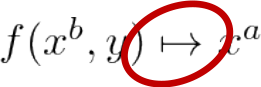 f(x^b, y) ↦ x^a